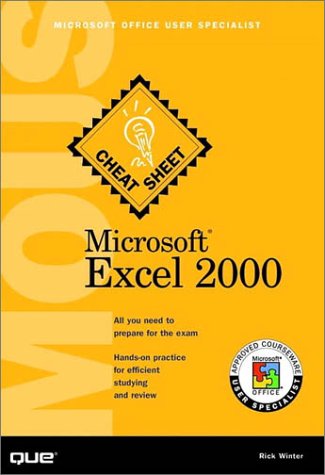 MICROSOFT OFFICE USER SPECIALIST
MOUS
CHEAT SHEET
Microsoft®
Excel 2000
All you need to
prepare for the exam
Hands-on practice
for efficient
studying
and review
APPROVED COURSEWARE
Microsoft®
OFFICE
USER SPECIALIST
que®
Rick Winter